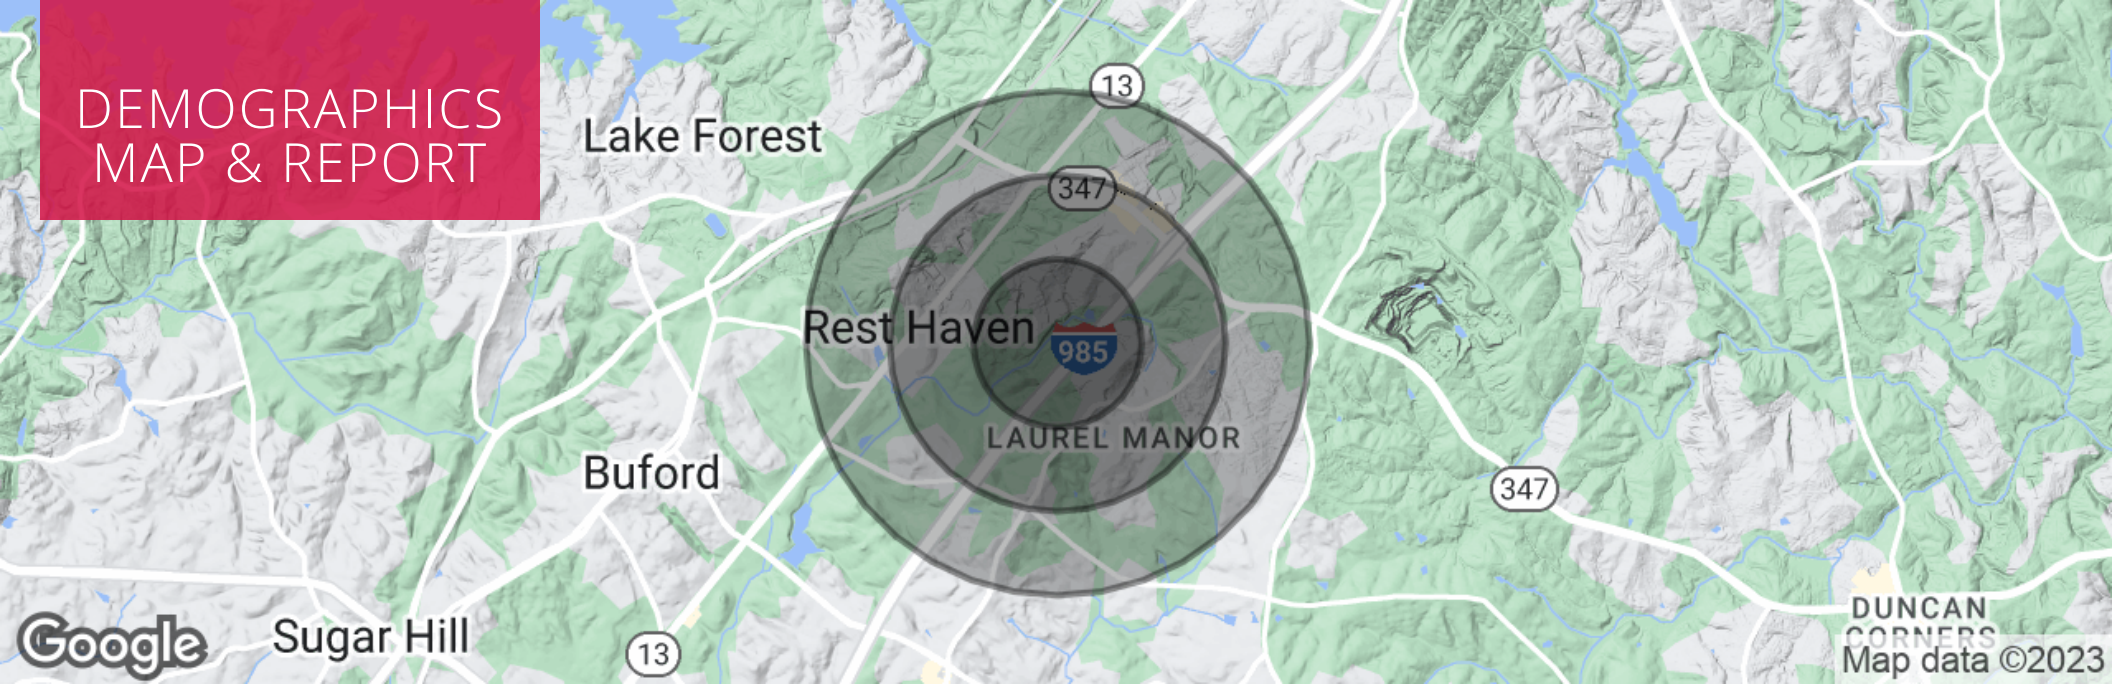 DEMOGRAPHICS
MAP & REPORT
13
Lake Forest
347
Rest Haven
985
LAUREL MANOR
Buford
347
DUNCAN
CORNERS
Sugar Hill
13
Google
Map data ©2023